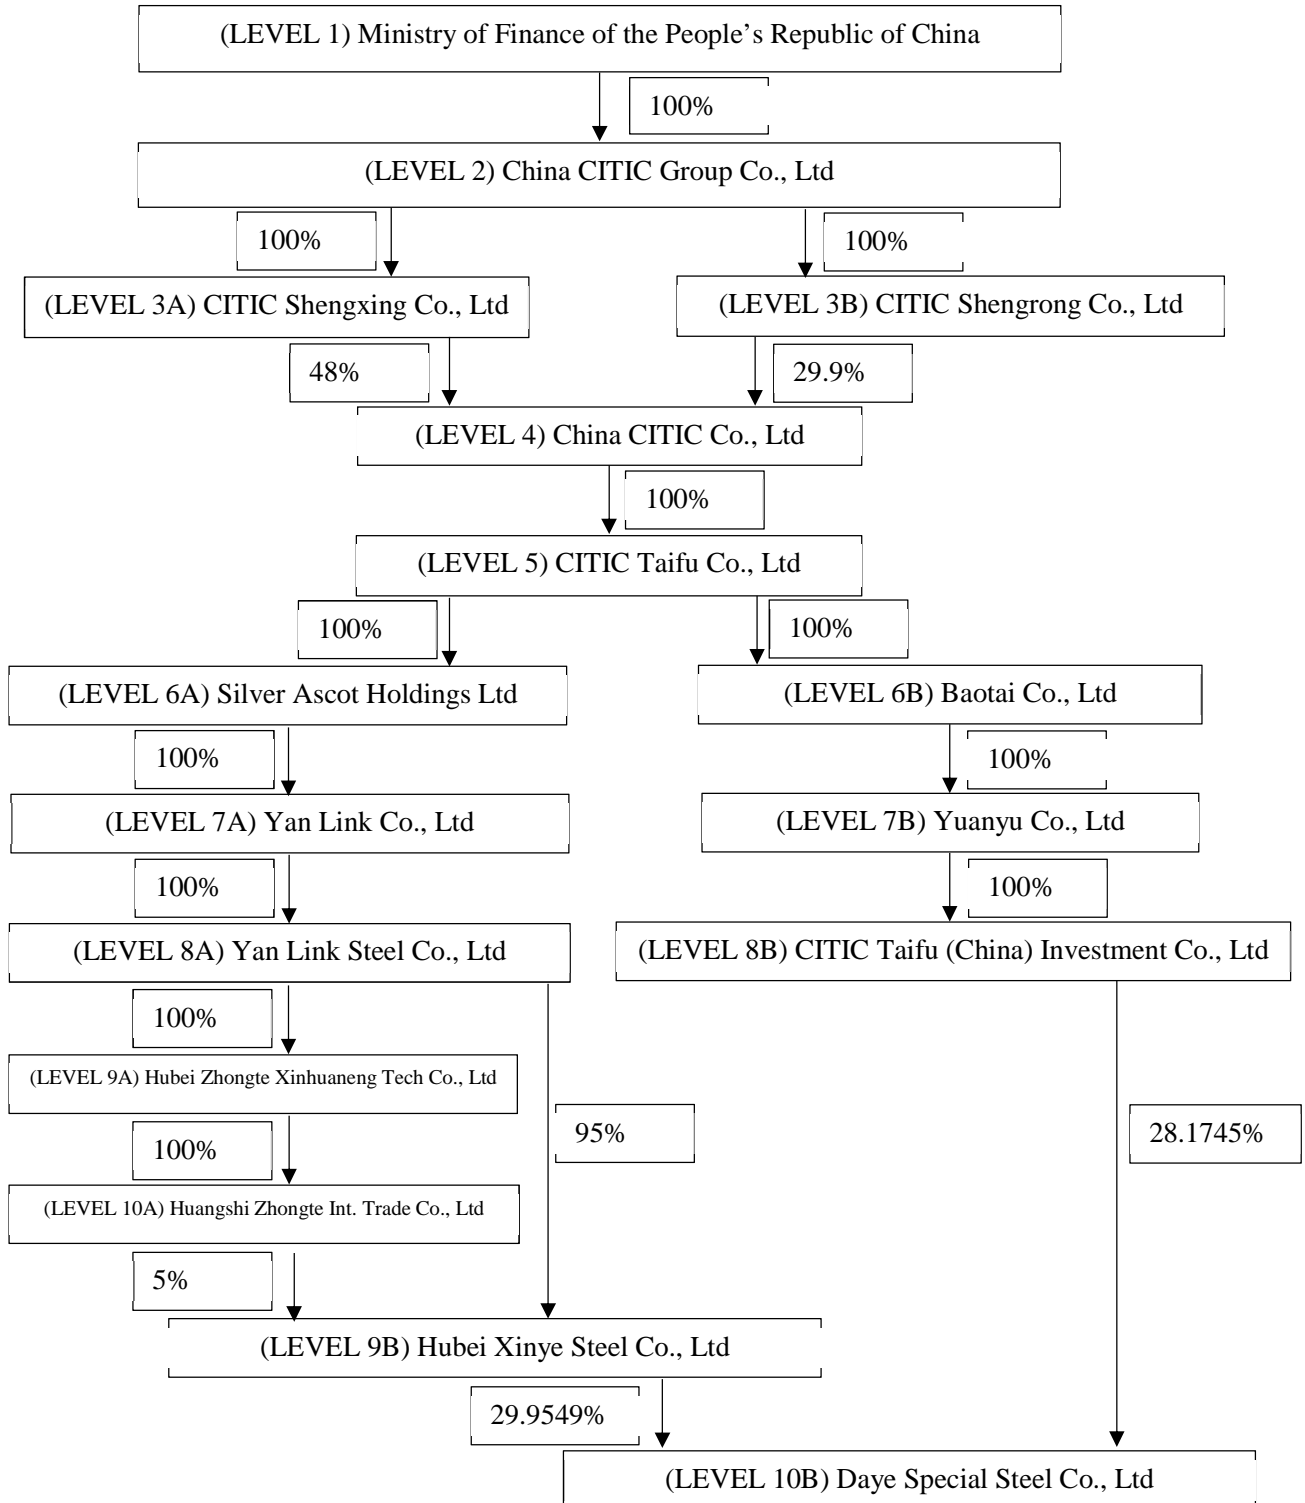 (LEVEL 1) Ministry of Finance of the People’s Republic of China
100%
(LEVEL 2) China CITIC Group Co., Ltd
100%
100%
(LEVEL 3A) CITIC Shengxing Co., Ltd
(LEVEL 3B) CITIC Shengrong Co., Ltd
48%
29.9%
(LEVEL 4) China CITIC Co., Ltd
100%
(LEVEL 5) CITIC Taifu Co., Ltd
100%
100%
(LEVEL 6A) Silver Ascot Holdings Ltd
(LEVEL 6B) Baotai Co., Ltd
100%
100%
(LEVEL 7A) Yan Link Co., Ltd
(LEVEL 7B) Yuanyu Co., Ltd
100%
100%
(LEVEL 8A) Yan Link Steel Co., Ltd
(LEVEL 8B) CITIC Taifu (China) Investment Co., Ltd
100%
(LEVEL 9A) Hubei Zhongte Xinhuaneng Tech Co., Ltd
95%
28.1745%
100%
(LEVEL 10A) Huangshi Zhongte Int. Trade Co., Ltd
5%
(LEVEL 9B) Hubei Xinye Steel Co., Ltd
29.9549%
(LEVEL 10B) Daye Special Steel Co., Ltd